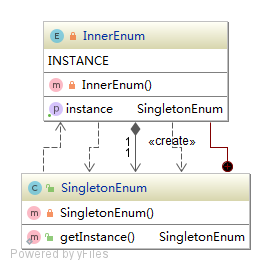 E InnerEnum
INSTANCE
m InnerEnum()
p instance SingletonEnum
1
1
«create»
C SingletonEnum
m SingletonEnum()
m getInstance() SingletonEnum
Powered by yFiles